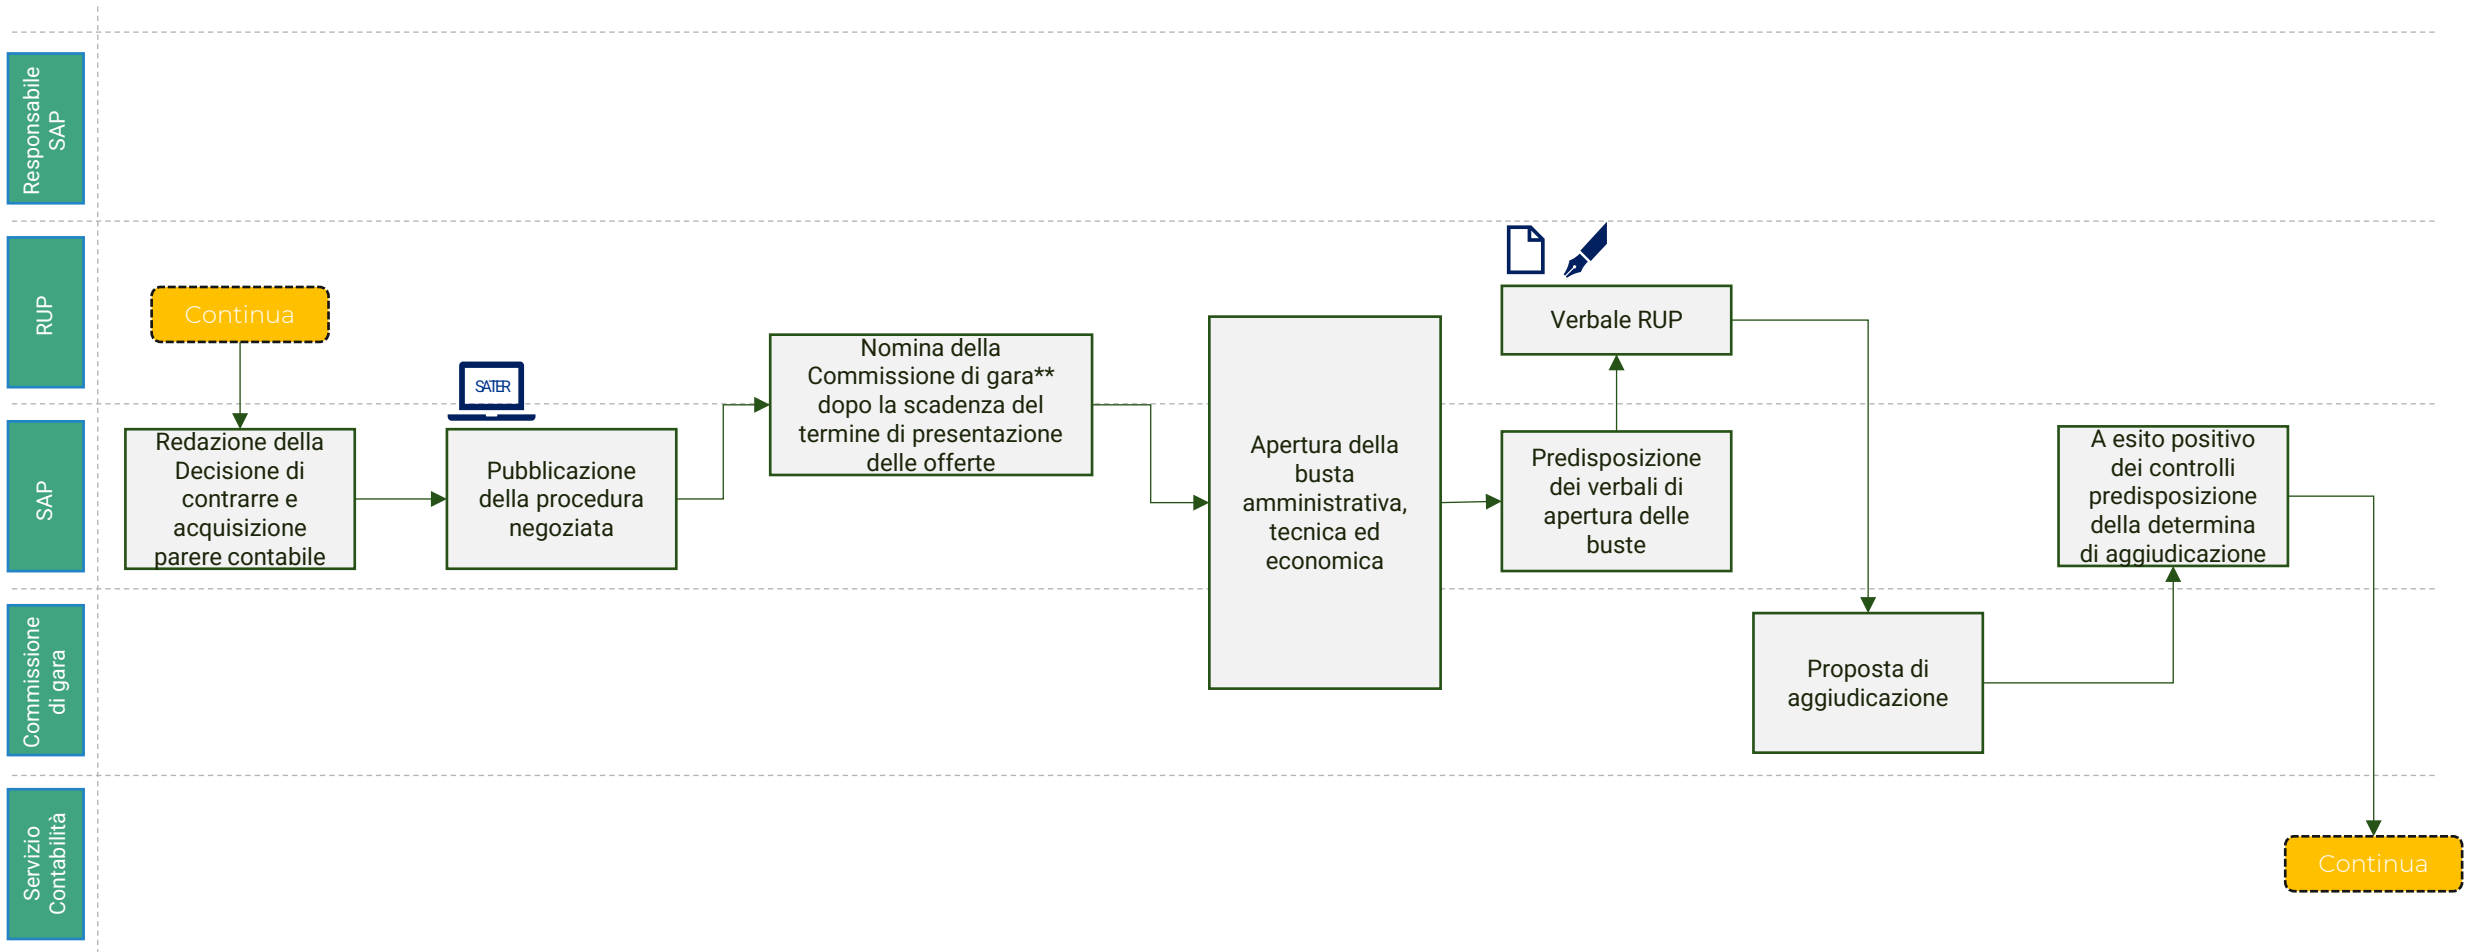 Responsabile
SAP
RUP
SAP
Commissione
di gara
Servizio
Contabilità
Continua
Redazione della
Decisione di
contrarre e
acquisizione
parere contabile
SATER
Pubblicazione
della procedura
negoziata
Nomina della
Commissione di gara**
dopo la scadenza del
termine di presentazione
delle offerte
Apertura della
busta
amministrativa,
tecnica ed
economica
Predisposizione
dei verbali di
apertura delle
buste
Verbale RUP
Proposta di
aggiudicazione
A esito positivo
dei controlli
predisposizione
della determina
di aggiudicazione
Continua